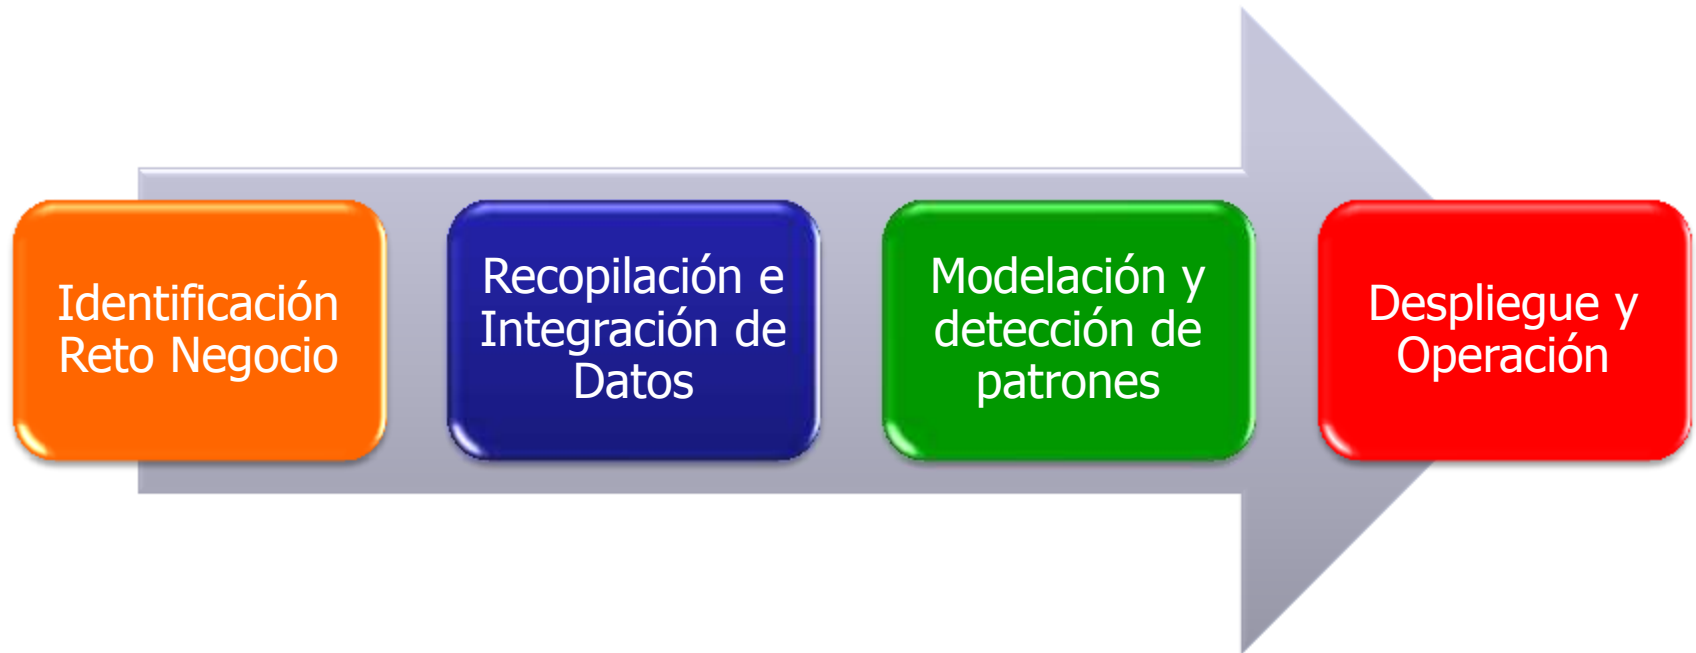 Identificación
Reto Negocio
Recopilación e
Integración de
Datos
Modelación y
detección de
patrones
Despliegue y
Operación